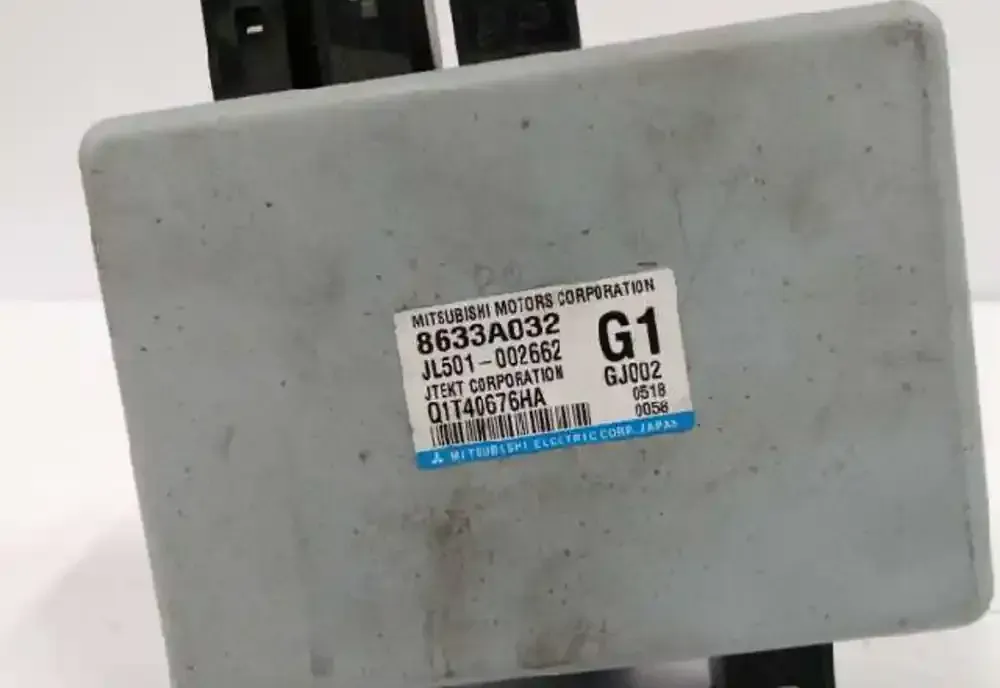 MITSUBISHI MOTORS CORPORATION
8633A032
G1
JL501-002662
JTEKT CORPORATION
GJ002
Q1T40676HA
0518
0058
MITSUBISHI ELECTRIC CORP. JAPAN